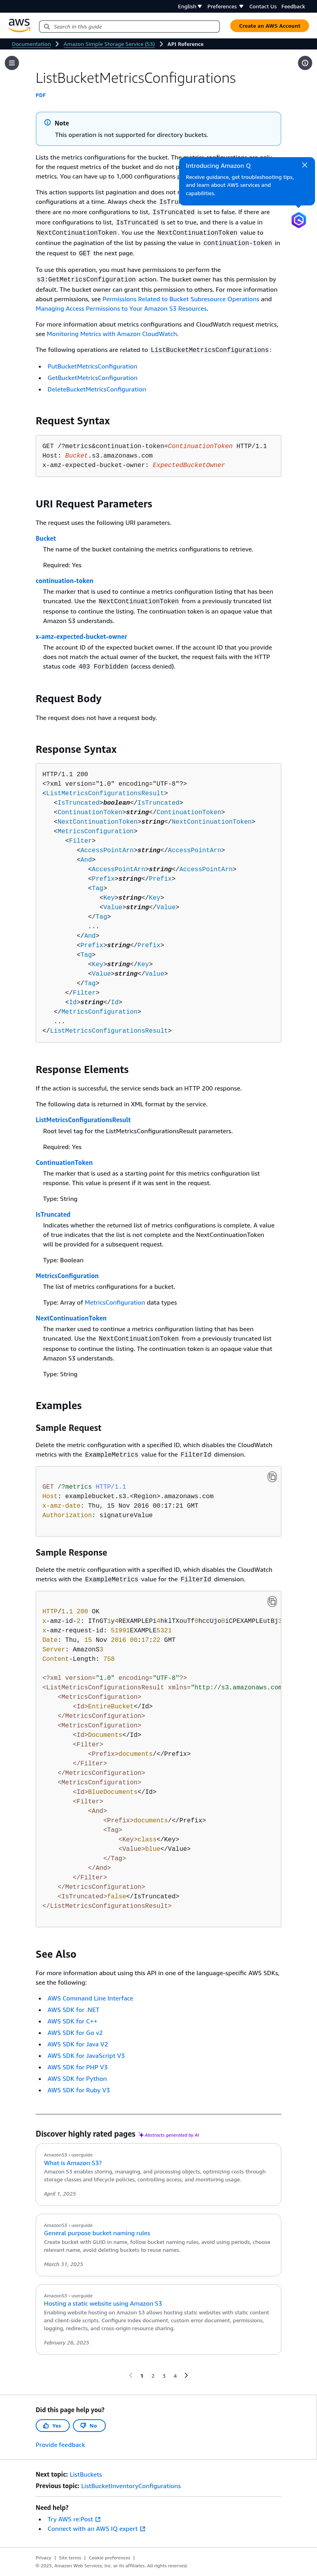 English
Preferences
Contact Us
Feedback
aws
Search in this guide
Create an AWS Account
Documentation
Amazon Simple Storage Service (S3)
API Reference
ListBucketMetricsConfigurations
PDF
Note
This operation is not supported for directory buckets.
Introducing Amazon Q
Receive guidance, get troubleshooting tips,
and learn about AWS services and
capabilities.
Lists the metrics configurations for the bucket. The metrics configurations are only
for the request metrics of the bucket and do not
You can have up to 1,000 configurations
This action supports list pagination and does not
configurations at a time. Always check the IsTru
there are no more configurations to list, IsTruncated is set to false. If there are
more configurations to list, IsTruncated is set to true, and there is a value in
NextContinuationToken. You use the NextContinuationToken value to
continue the pagination of the list by passing the value in continuation-token in
the request to GET the next page.
To use this operation, you must have permissions to perform the
s3:GetMetricsConfiguration action. The bucket owner has this permission by
default. The bucket owner can grant this permission to others. For more information about
permissions, see Permissions Related to Bucket Subresource Operations and
Managing Access Permissions to Your Amazon S3 Resources.
For more information about metrics configurations and CloudWatch request metrics,
see Monitoring Metrics with Amazon CloudWatch.
The following operations are related to ListBucketMetricsConfigurations:
PutBucketMetricsConfiguration
GetBucketMetricsConfiguration
DeleteBucketMetricsConfiguration
Request Syntax
GET /?metrics&continuation-token=ContinuationToken HTTP/1.1
Host: Bucket.s3.amazonaws.com
x-amz-expected-bucket-owner: ExpectedBucketOwner
URI Request Parameters
The request uses the following URI parameters.
Bucket
The name of the bucket containing the metrics configurations to retrieve.
Required: Yes
continuation-token
The marker that is used to continue a metrics configuration listing that has been
truncated. Use the NextContinuationToken from a previously truncated list
response to continue the listing. The continuation token is an opaque value that
Amazon S3 understands.
x-amz-expected-bucket-owner
The account ID of the expected bucket owner. If the account ID that you provide
does not match the actual owner of the bucket, the request fails with the HTTP
status code 403 Forbidden (access denied).
Request Body
The request does not have a request body.
Response Syntax
HTTP/1.1 200
<?xml version="1.0" encoding="UTF-8"?>
<ListMetricsConfigurationsResult>
<IsTruncated>boolean</IsTruncated>
<ContinuationToken>string</ContinuationToken>
<NextContinuationToken>string</NextContinuationToken>
<MetricsConfiguration>
<Filter>
<AccessPointArn>string</AccessPointArn>
<And>
<AccessPointArn>string</AccessPointArn>
<Prefix>string</Prefix>
<Tag>
<Key>string</Key>
<Value>string</Value>
</Tag>
...
</And>
<Prefix>string</Prefix>
<Tag>
<Key>string</Key>
<Value>string</Value>
</Tag>
</Filter>
<Id>string</Id>
</MetricsConfiguration>
...
</ListMetricsConfigurationsResult>
Response Elements
If the action is successful, the service sends back an HTTP 200 response.
The following data is returned in XML format by the service.
ListMetricsConfigurationsResult
Root level tag for the ListMetricsConfigurationsResult parameters.
Required: Yes
ContinuationToken
The marker that is used as a starting point for this metrics configuration list
response. This value is present if it was sent in the request.
Type: String
IsTruncated
Indicates whether the returned list of metrics configurations is complete. A value
of true indicates that the list is not complete and the NextContinuationToken
will be provided for a subsequent request.
Type: Boolean
MetricsConfiguration
The list of metrics configurations for a bucket.
Type: Array of MetricsConfiguration data types
NextContinuationToken
The marker used to continue a metrics configuration listing that has been
truncated. Use the NextContinuationToken from a previously truncated list
response to continue the listing. The continuation token is an opaque value that
Amazon S3 understands.
Type: String
Examples
Sample Request
Delete the metric configuration with a specified ID, which disables the CloudWatch
metrics with the ExampleMetrics value for the FilterId dimension.
GET /?metrics HTTP/1.1
Host: examplebucket.s3.<Region>.amazonaws.com
x-amz-date: Thu, 15 Nov 2016 00:17:21 GMT
Authorization: signatureValue
Sample Response
Delete the metric configuration with a specified ID, which disables the CloudWatch
metrics with the ExampleMetrics value for the FilterId dimension.
HTTP/1.1 200 OK
x-amz-id-2: ITnGT1y4REXAMPLEPi4hklTXouTf0hccUjo0iCPEXAMPLEutBj3
x-amz-request-id: 51991EXAMPLE5321
Date: Thu, 15 Nov 2016 00:17:22 GMT
Server: AmazonS3
Content-Length: 758
<?xml version="1.0" encoding="UTF-8"?>
<ListMetricsConfigurationsResult xmlns="http://s3.amazonaws.com
<MetricsConfiguration>
<Id>EntireBucket</Id>
</MetricsConfiguration>
<MetricsConfiguration>
<Id>Documents</Id>
<Filter>
<Prefix>documents/</Prefix>
</Filter>
</MetricsConfiguration>
<MetricsConfiguration>
<Id>BlueDocuments</Id>
<Filter>
<And>
<Prefix>documents/</Prefix>
<Tag>
<Key>class</Key>
<Value>blue</Value>
</Tag>
</And>
</Filter>
</MetricsConfiguration>
<IsTruncated>false</IsTruncated>
</ListMetricsConfigurationsResult>
See Also
For more information about using this API in one of the language-specific AWS SDKs,
see the following:
AWS Command Line Interface
AWS SDK for .NET
AWS SDK for C++
AWS SDK for Go v2
AWS SDK for Java V2
AWS SDK for JavaScript V3
AWS SDK for PHP V3
AWS SDK for Python
AWS SDK for Ruby V3
Discover highly rated pages Abstracts generated by AI
AmazonS3 › userguide
What is Amazon S3?
Amazon S3 enables storing, managing, and processing objects, optimizing costs through
storage classes and lifecycle policies, controlling access, and monitoring usage.
April 1, 2025
AmazonS3 › userguide
General purpose bucket naming rules
Create bucket with GUID in name, follow bucket naming rules, avoid using periods, choose
relevant name, avoid deleting buckets to reuse names.
March 31, 2025
AmazonS3 › userguide
Hosting a static website using Amazon S3
Enabling website hosting on Amazon S3 allows hosting static websites with static content
and client-side scripts. Configure index document, custom error document, permissions,
logging, redirects, and cross-origin resource sharing.
February 26, 2025
1 2 3 4
Did this page help you?
Yes
No
Provide feedback
Next topic: ListBuckets
Previous topic: ListBucketInventoryConfigurations
Need help?
Try AWS re:Post
Connect with an AWS IQ expert
Privacy | Site terms | Cookie preferences |
© 2025, Amazon Web Services, Inc. or its affiliates. All rights reserved.